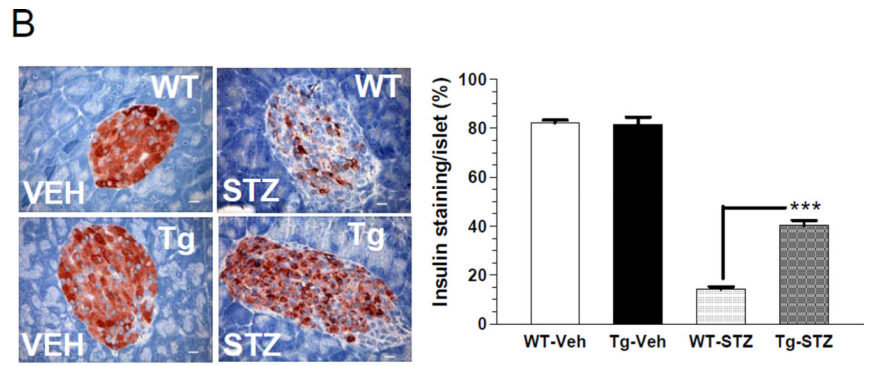 B
WT
VEH
WT
STZ
Tg
VEH
Tg
STZ
Insulin staining/islet (%)
100
80
60
40
20
0
***
WT-Veh Tg-Veh WT-STZ Tg-STZ